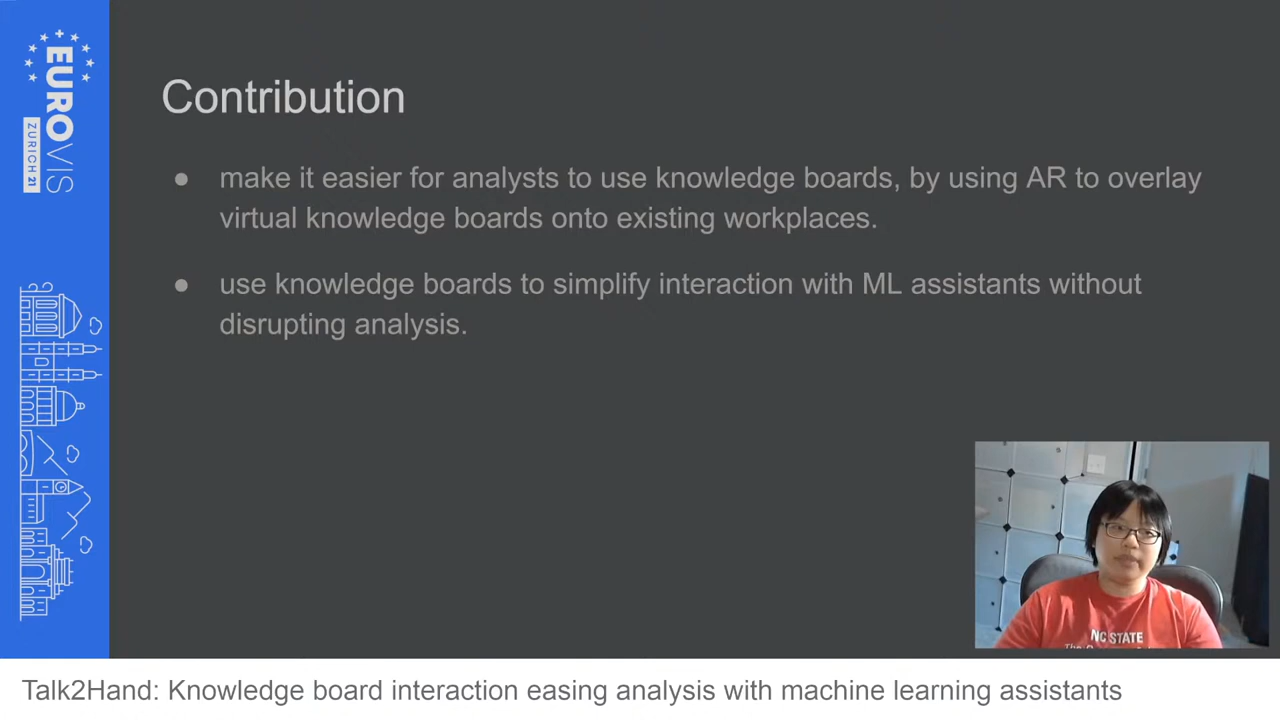 EUROVIS
ZURICH 21
Contribution
● make it easier for analysts to use knowledge boards, by using AR to overlay
virtual knowledge boards onto existing workplaces.
● use knowledge boards to simplify interaction with ML assistants without
disrupting analysis.
NC STATE
Talk2Hand: Knowledge board interaction easing analysis with machine learning assistants